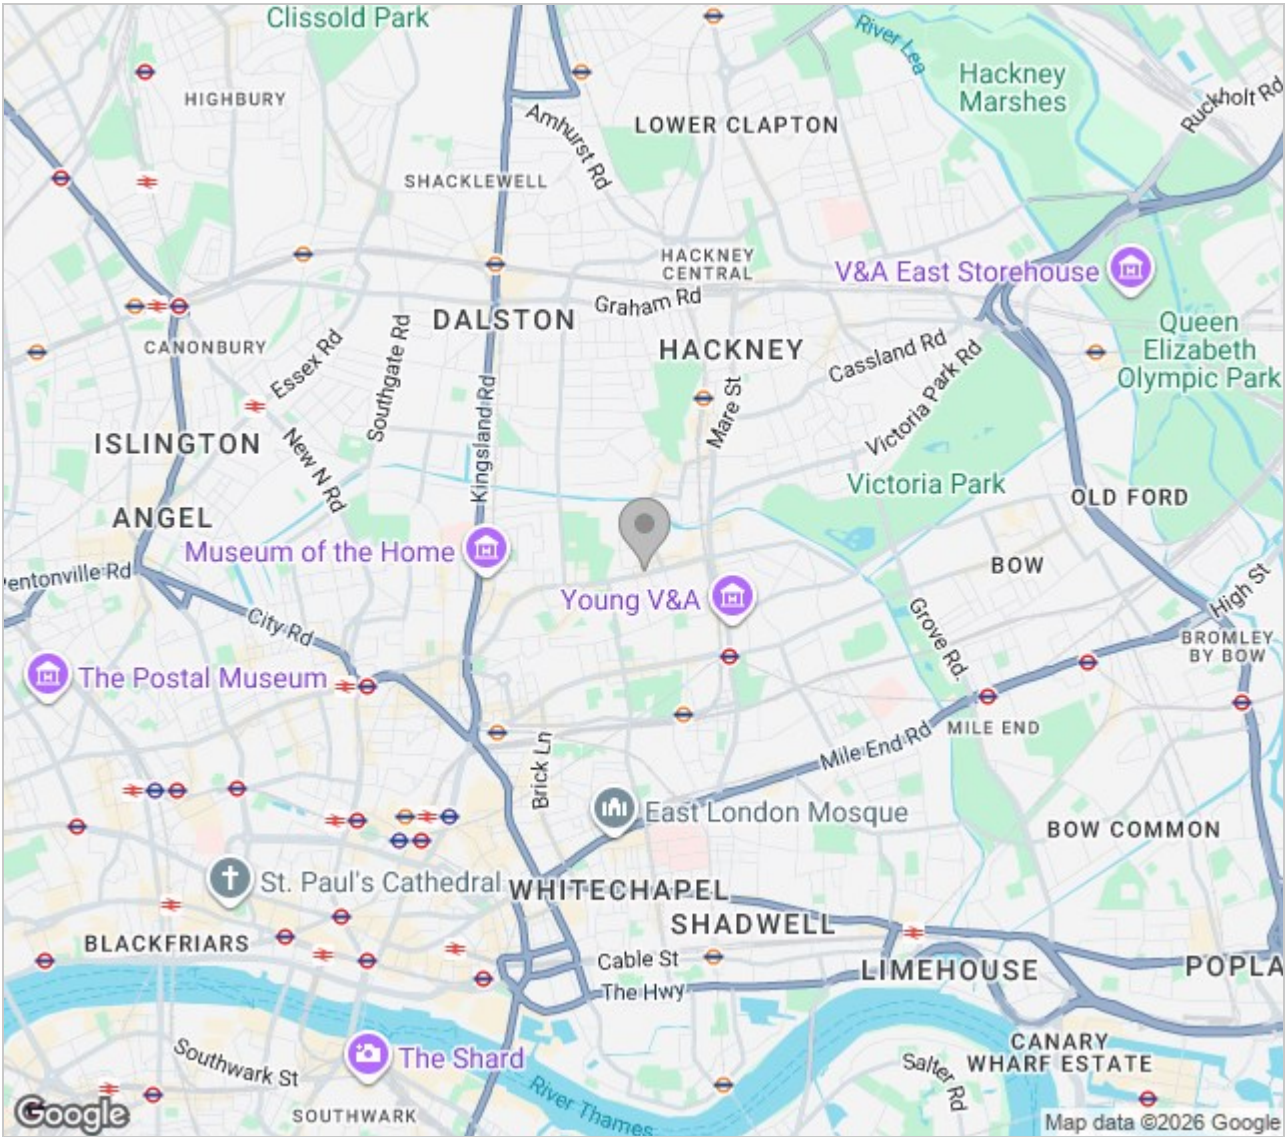 Clissold Park
River Lea
Hackney
Marshes
Ruckholt Rd
HIGHBURY
Amhurst Rd
LOWER CLAPTON
SHACKLEWELL
HACKNEY
CENTRAL
V&A East Storehouse
Graham Rd
DALSTON
Queen
Elizabeth
Olympic Park
CANONBURY
Essex Rd
Southgate Rd
HACKNEY
Cassland Rd
Kingsland Rd
Mare St
Victoria Park Rd
ISLINGTON
New N Rd
Victoria Park
OLD FORD
ANGEL
Museum of the Home
BOW
Pentonville Rd
Young V&A
High St
City Rd
Grove Rd.
BROMLEY
BY BOW
The Postal Museum
MILE END
Mile End Rd
Brick Ln
East London Mosque
BOW COMMON
St. Paul's Cathedral
WHITECHAPEL
SHADWELL
BLACKFRIARS
Cable St
LIMEHOUSE
POPLA
The Hwy
CANARY
WHARF ESTATE
Southwark St
The Shard
Salter Rd
River Thames
SOUTHWARK
Google
Map data ©2026 Google